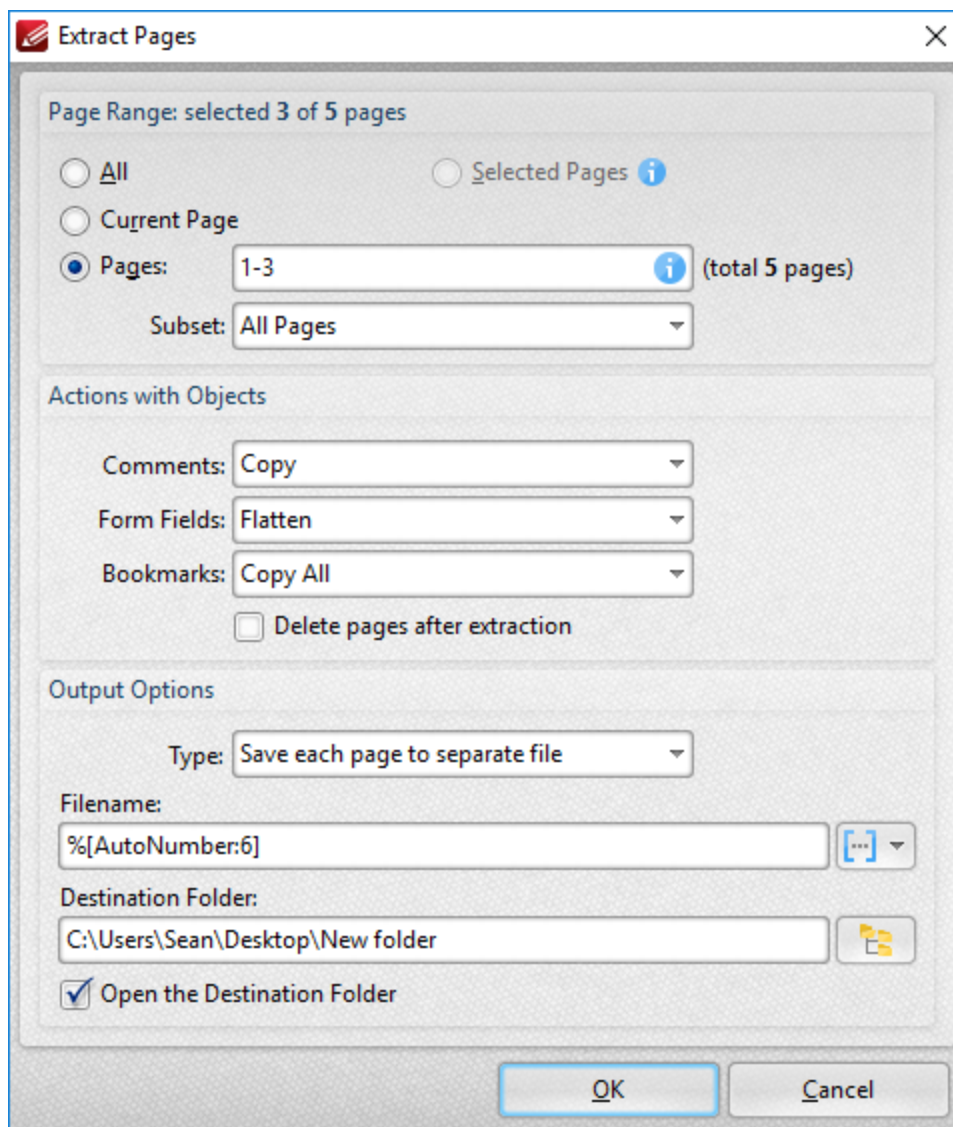 Extract Pages
Page Range: selected 3 of 5 pages
All
Selected Pages
Current Page
Pages: 1-3 (total 5 pages)
Subset: All Pages
Actions with Objects
Comments: Copy
Form Fields: Flatten
Bookmarks: Copy All
Delete pages after extraction
Output Options
Type: Save each page to separate file
Filename:
%[AutoNumber:6]
Destination Folder:
C:\Users\Sean\Desktop\New folder
Open the Destination Folder
OK Cancel